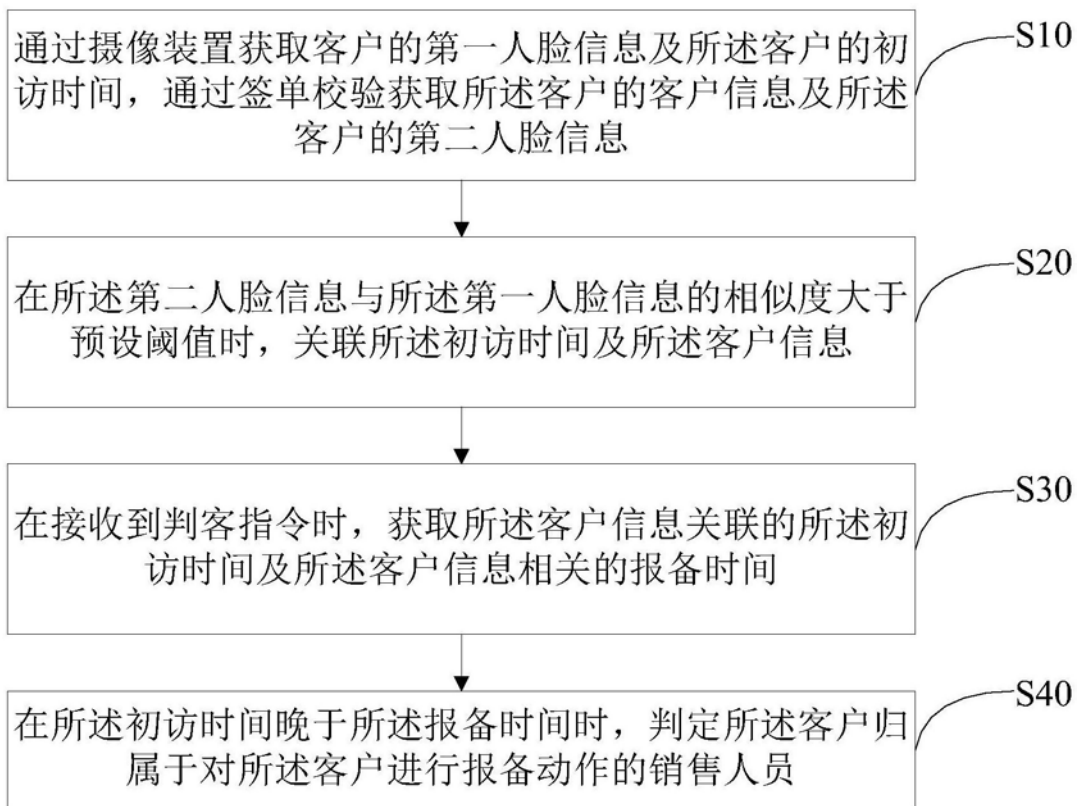 通过摄像装置获取客户的第一人脸信息及所述客户的初
访时间，通过签单校验获取所述客户的客户信息及所述
客户的第二人脸信息
S10
在所述第二人脸信息与所述第一人脸信息的相似度大于
预设阈值时，关联所述初访时间及所述客户信息
S20
在接收到判客指令时，获取所述客户信息关联的所述初
访时间及所述客户信息相关的报备时间
S30
在所述初访时间晚于所述报备时间时，判定所述客户归
属于对所述客户进行报备动作的销售人员
S40